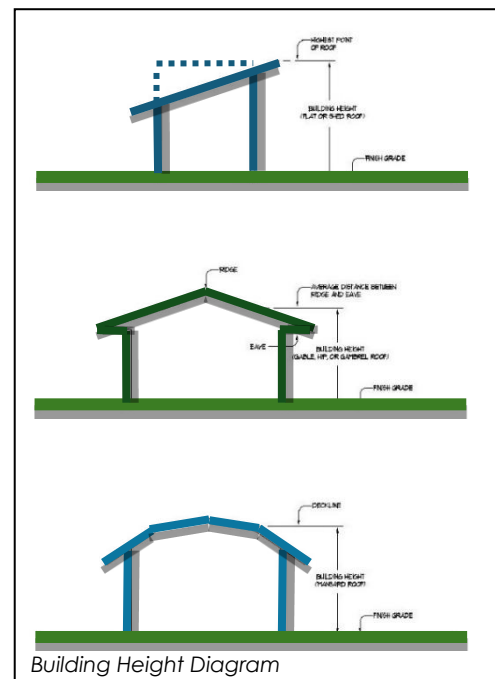 HIGHEST POINT
OF ROOF
BUILDING HEIGHT
(FLAT OR SHED ROOF)
FINISH GRADE
RIDGE
AVERAGE DISTANCE BETWEEN
RIDGE AND EAVE
EAVE
BUILDING HEIGHT
(GABLE, HIP, OR GAMBREL ROOF)
FINISH GRADE
DECKLINE
BUILDING HEIGHT
(MANSARD ROOF)
FINISH GRADE
Building Height Diagram